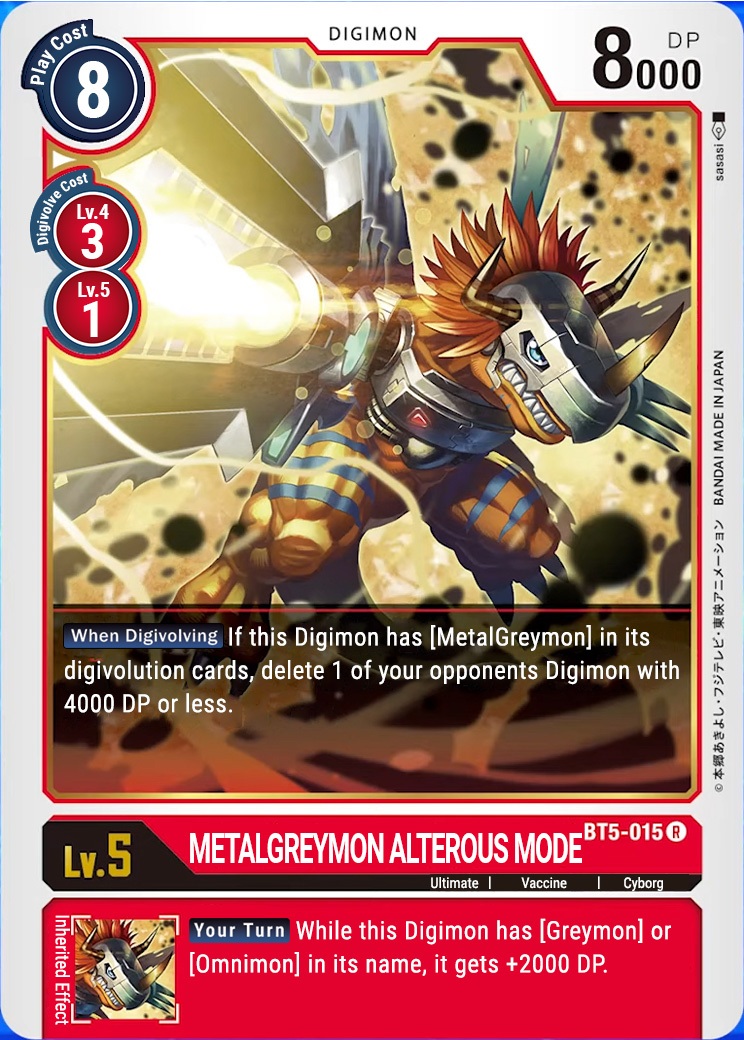 Play Cost
8
DIGIMON
DP
8000
Digivolve Cost
Lv.4
3
Lv.5
1
sasasi
When Digivolving If this Digimon has [MetalGreymon] in its
digivolution cards, delete 1 of your opponents Digimon with
4000 DP or less.
© 本郷あきよし・フジテレビ・東映アニメーション BANDAI MADE IN JAPAN
Lv.5
METALGREYMON ALTEROUS MODE
BT5-015 R
Ultimate | Vaccine | Cyborg
Inherited Effect
Your Turn While this Digimon has [Greymon] or
[Omnimon] in its name, it gets +2000 DP.